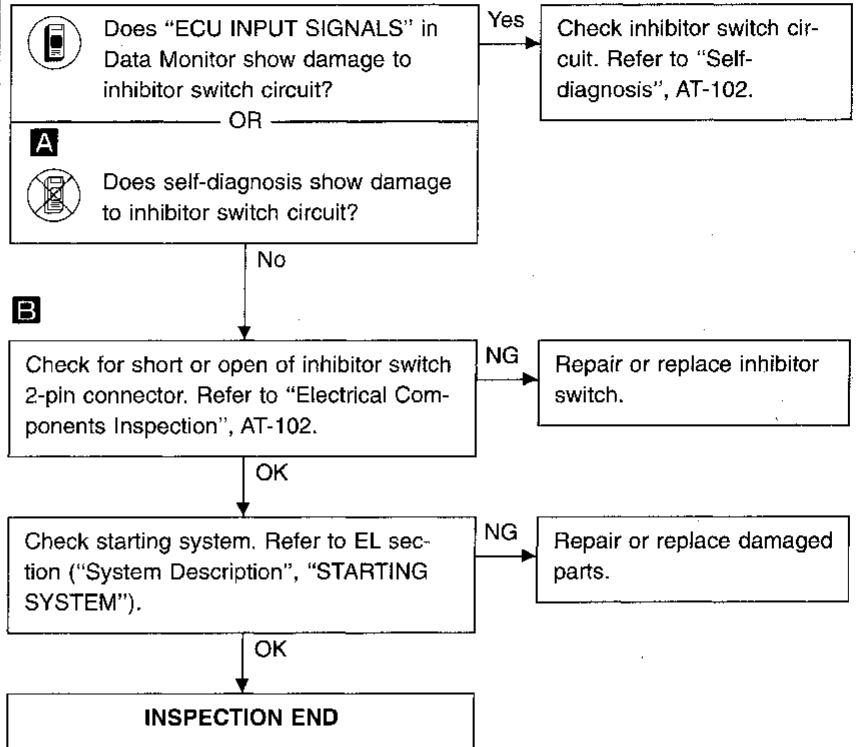 Does “ECU INPUT SIGNALS” in
Data Monitor show damage to
inhibitor switch circuit?
Yes
Check inhibitor switch cir-
cuit. Refer to “Self-
diagnosis”, AT-102.
OR
A
Does self-diagnosis show damage
to inhibitor switch circuit?
No
B
Check for short or open of inhibitor switch
2-pin connector. Refer to “Electrical Com-
ponents Inspection”, AT-102.
NG
Repair or replace inhibitor
switch.
OK
Check starting system. Refer to EL sec-
tion (“System Description”, “STARTING
SYSTEM”).
NG
Repair or replace damaged
parts.
OK
INSPECTION END